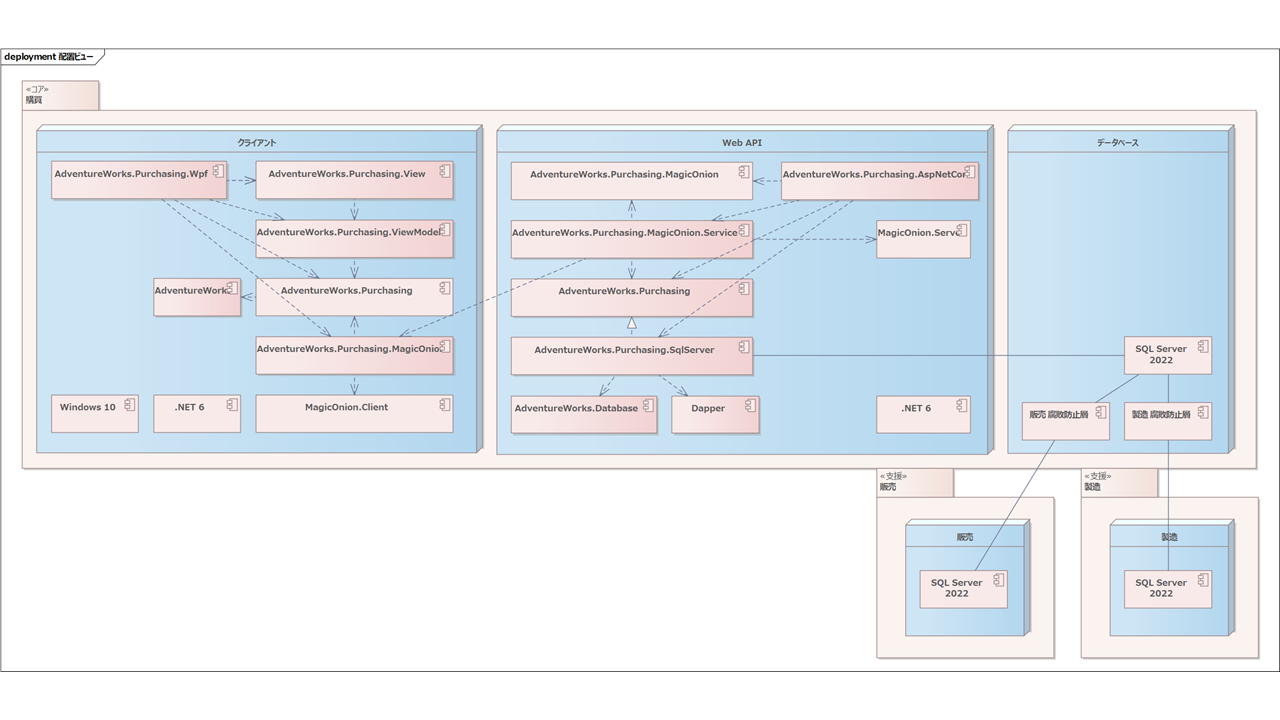 deployment 配置ビュー
«コア»
購買
クライアント
AdventureWorks.Purchasing.Wpf
AdventureWorks.Purchasing.View
AdventureWorks.Purchasing.ViewModel
AdventureWork
AdventureWorks.Purchasing
AdventureWorks.Purchasing.MagicOnio
Windows 10
.NET 6
MagicOnion.Client
Web API
AdventureWorks.Purchasing.MagicOnion
AdventureWorks.Purchasing.AspNetCor
AdventureWorks.Purchasing.MagicOnion.Service
MagicOnion.Serv
AdventureWorks.Purchasing
AdventureWorks.Purchasing.SqlServer
AdventureWorks.Database
Dapper
.NET 6
データベース
SQL Server
2022
販売 腐敗防止層
製造 腐敗防止層
«支援»
販売
販売
SQL Server
2022
«支援»
製造
製造
SQL Server
2022